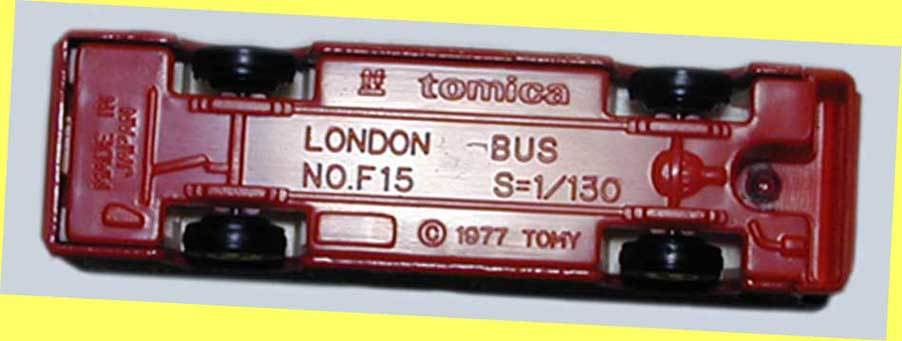 tomica
LONDON -BUS
NO.F15 S=1/130
© 1977 TOMY
MADE IN
JAPAN